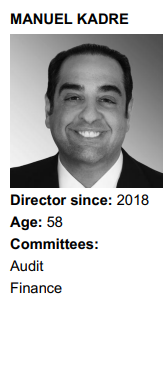 MANUEL KADRE
Director since: 2018
Age: 58
Committees:
Audit
Finance